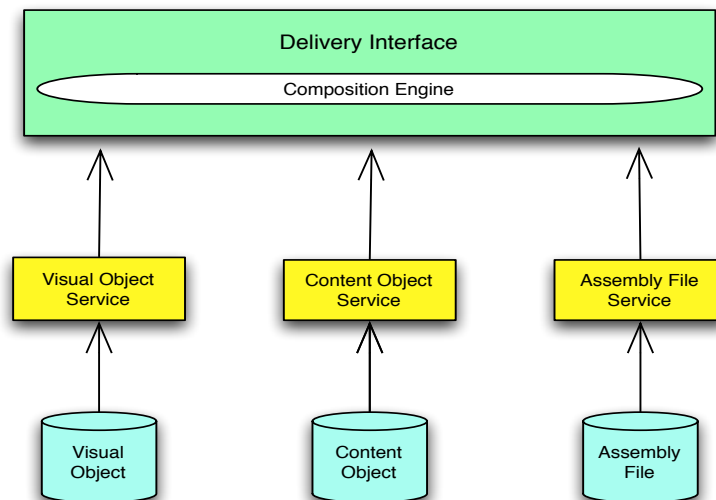 Delivery Interface
Composition Engine
Visual Object
Service
Content Object
Service
Assembly File
Service
Visual
Object
Content
Object
Assembly
File